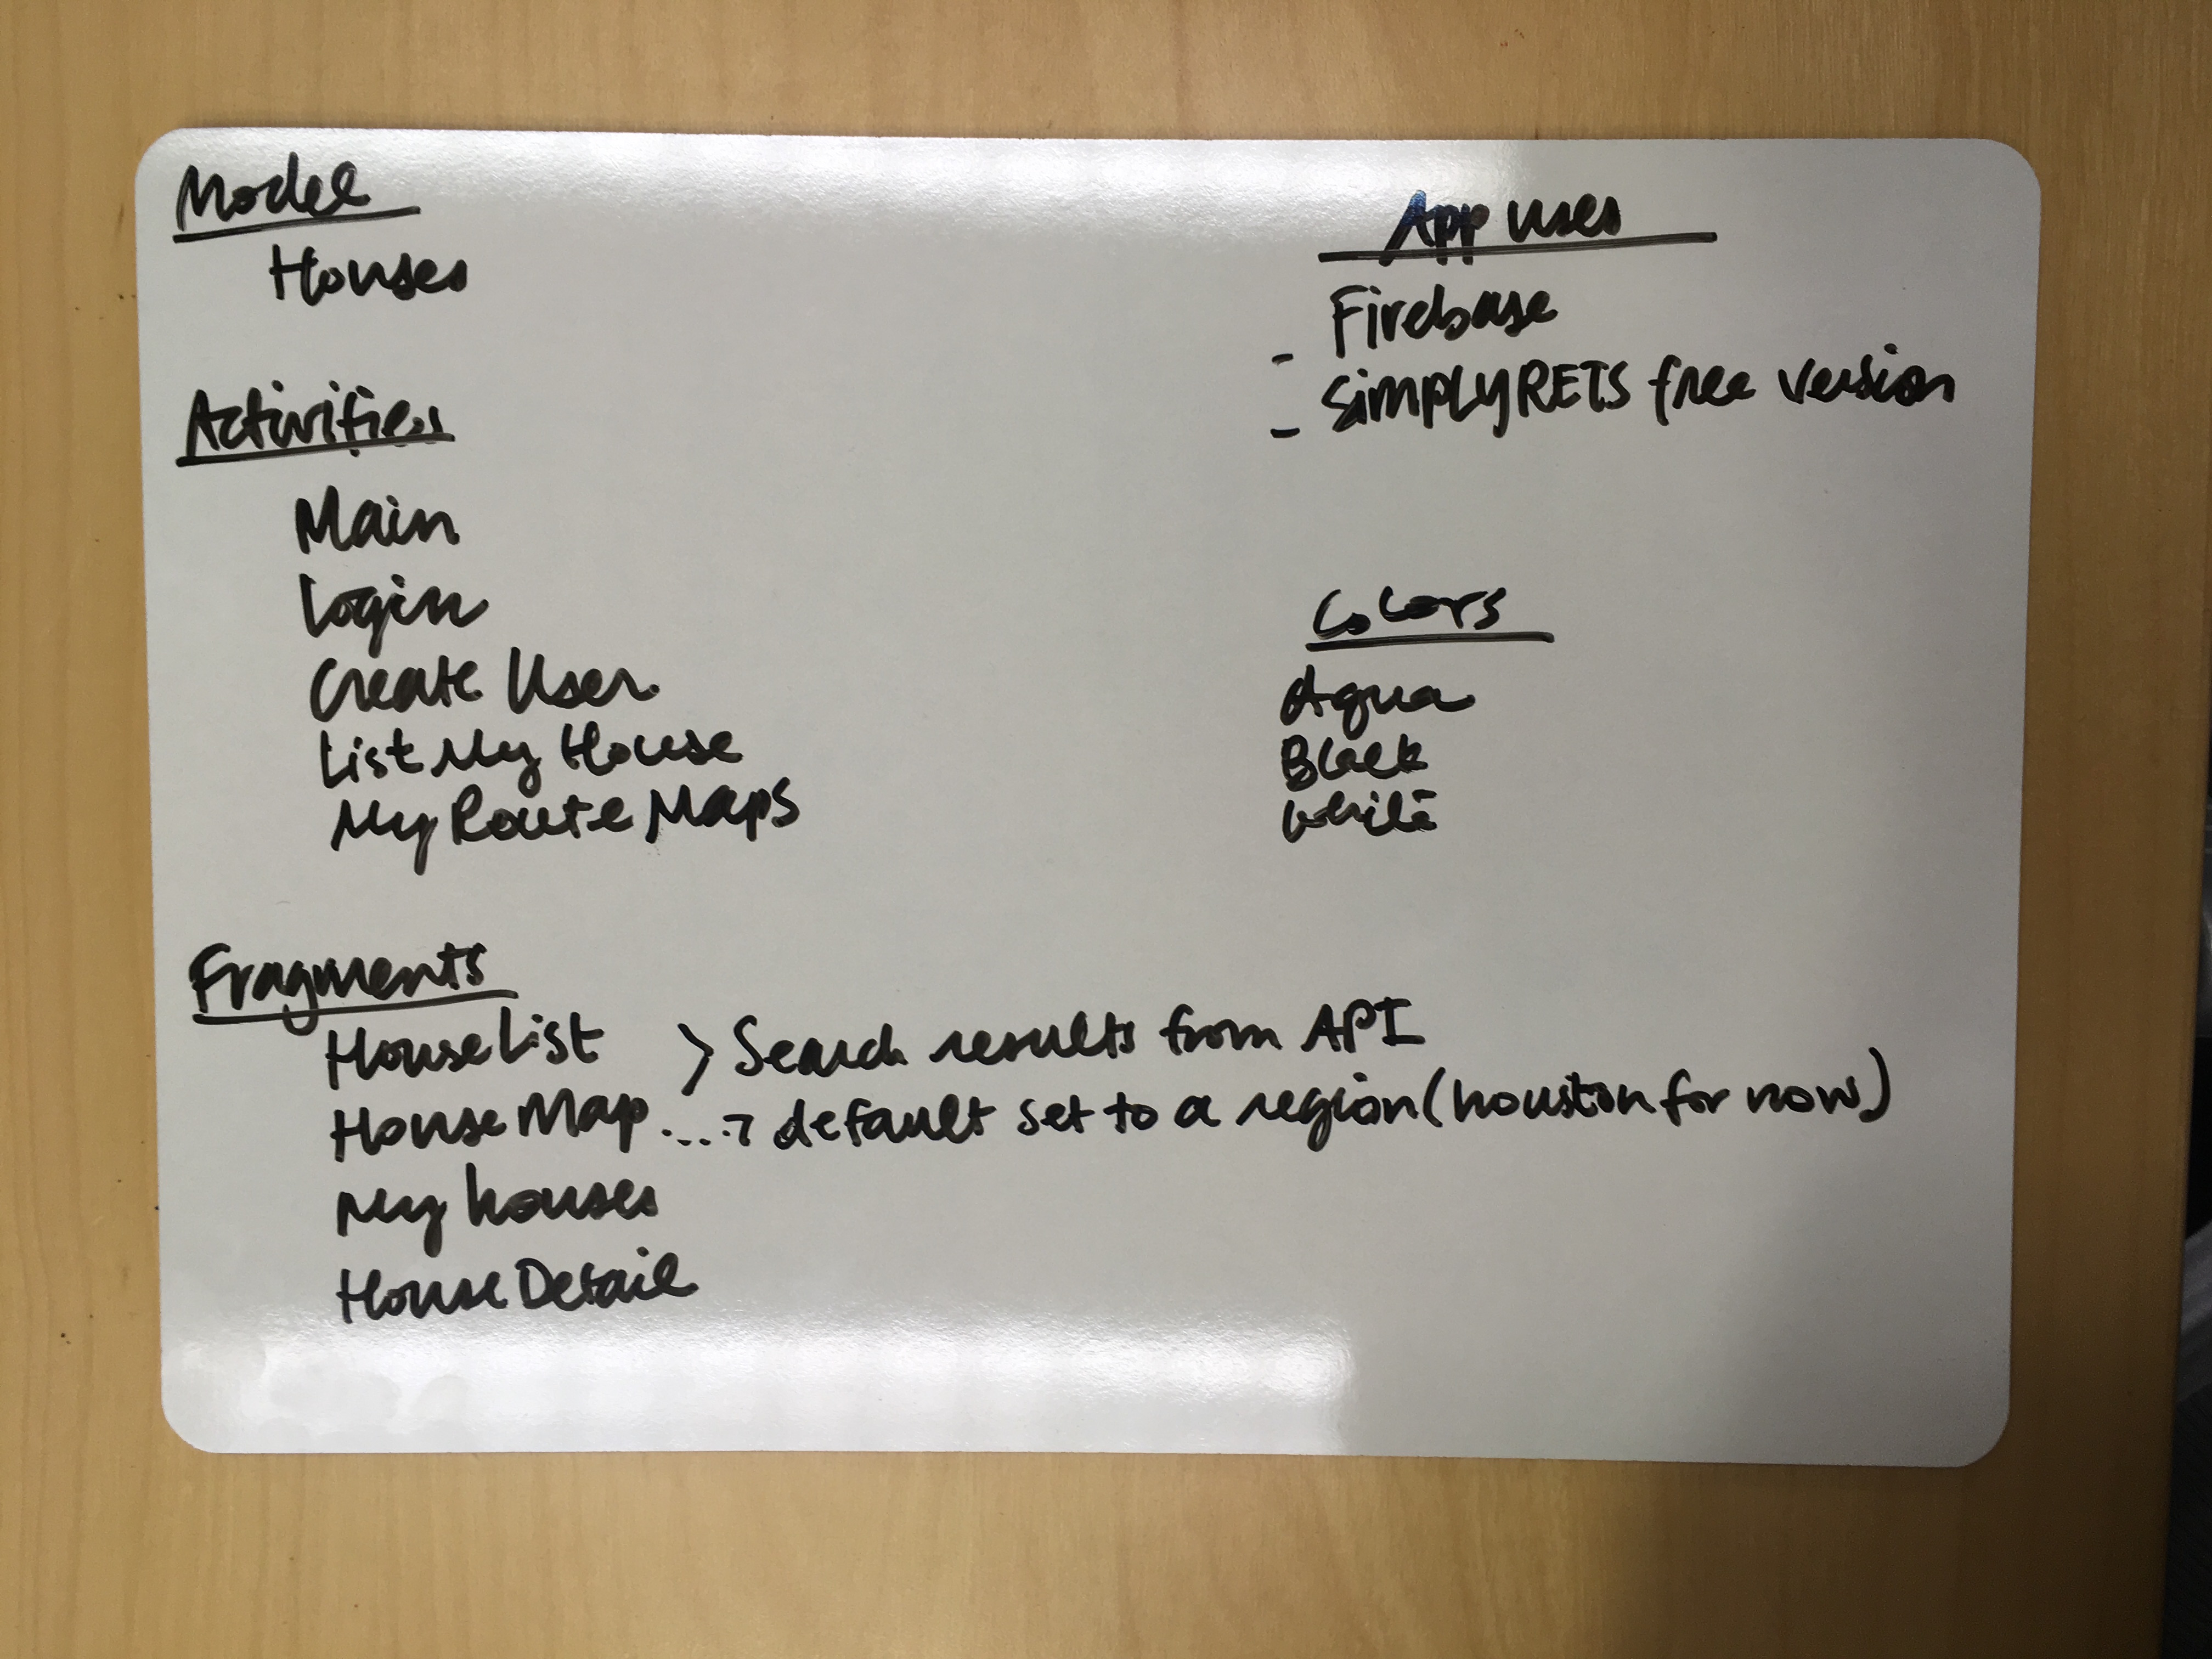 Model
Houses
Activities
Main
Login
Create User
List My House
My Route Maps
Fragments
HouseList > Search results from API
House Map ...→ default set to a region (houston for now)
My houses
House Detail
App uses
- Firebase
- SimPLyRETS free version
Colors
Aqua
Black
White